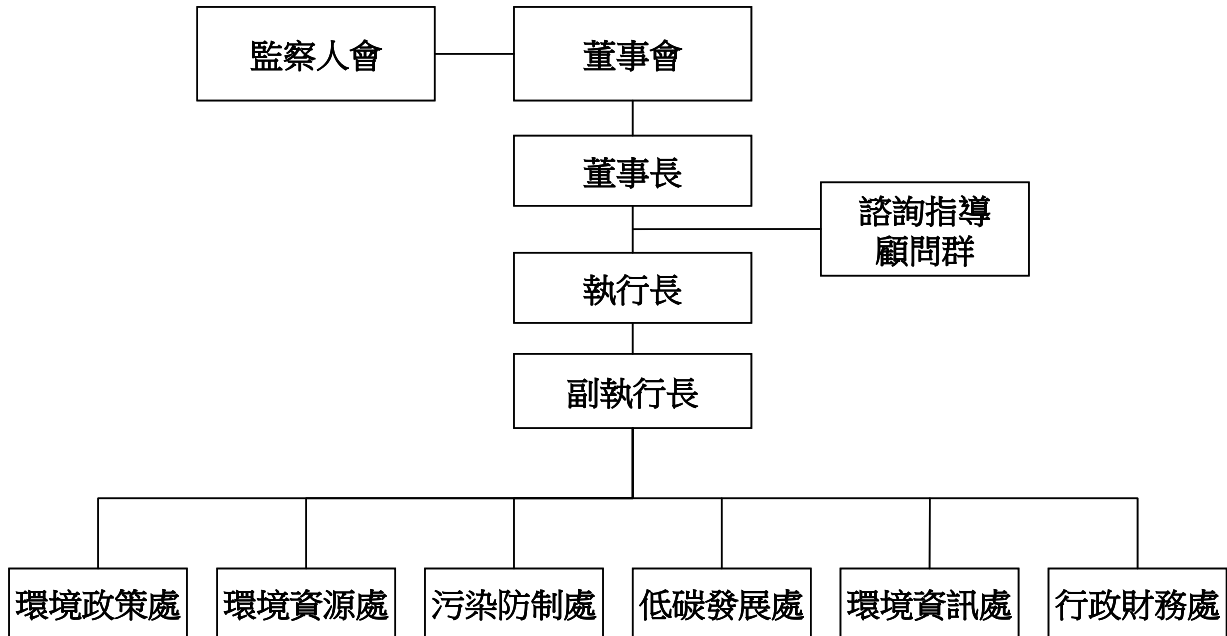 監察人會
董事會
董事長
諮詢指導
顧問群
執行長
副執行長
環境政策處
環境資源處
污染防制處
低碳發展處
環境資訊處
行政財務處